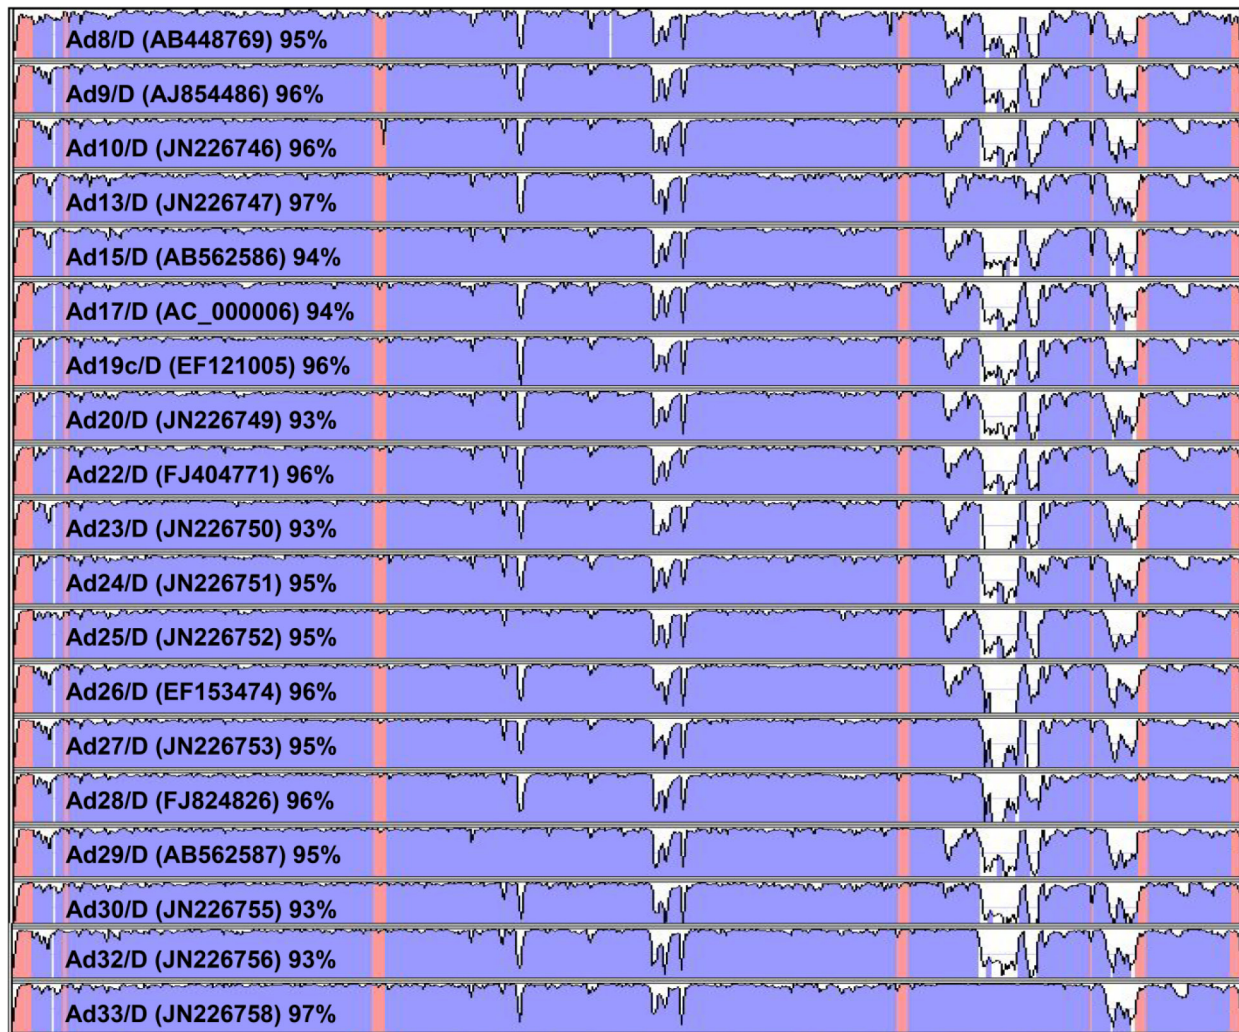 Ad8/D (AB448769) 95%
Ad9/D (AJ854486) 96%
Ad10/D (JN226746) 96%
Ad13/D (JN226747) 97%
Ad15/D (AB562586) 94%
Ad17/D (AC_000006) 94%
Ad19c/D (EF121005) 96%
Ad20/D (JN226749) 93%
Ad22/D (FJ404771) 96%
Ad23/D (JN226750) 93%
Ad24/D (JN226751) 95%
Ad25/D (JN226752) 95%
Ad26/D (EF153474) 96%
Ad27/D (JN226753) 95%
Ad28/D (FJ824826) 96%
Ad29/D (AB562587) 95%
Ad30/D (JN226755) 93%
Ad32/D (JN226756) 93%
Ad33/D (JN226758) 97%